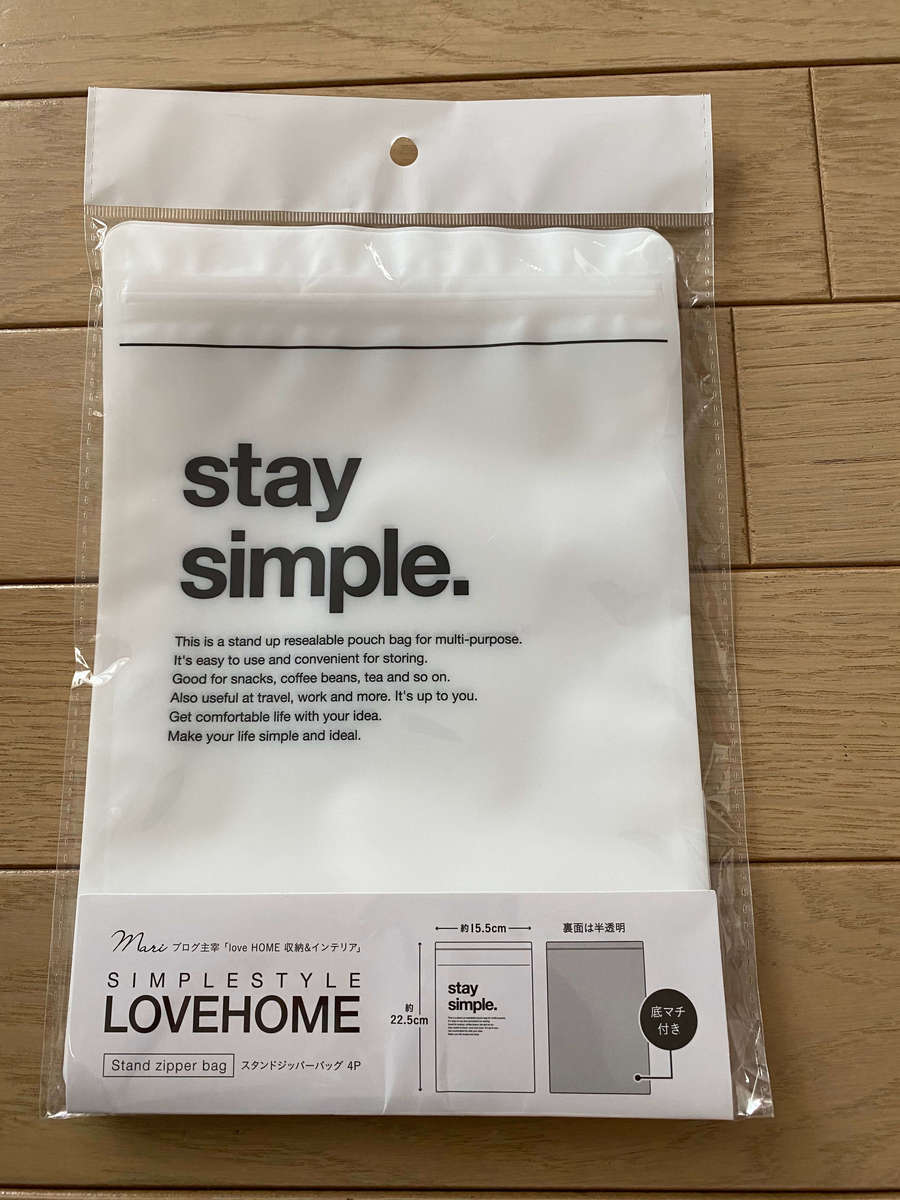 stay
simple.
This is a stand up resealable pouch bag for multi-purpose.
It's easy to use and convenient for storing.
Good for snacks, coffee beans, tea and so on.
Also useful at travel, work and more. It's up to you.
Get comfortable life with your idea.
Make your life simple and ideal.
Mari ブログ主宰「love HOME 収納&インテリア」
SIMPLESTYLE
LOVEHOME
Stand zipper bag スタンドジッパーバッグ 4P
約15.5cm
約
22.5cm
stay
simple.
裏面は半透明
底マチ
付き